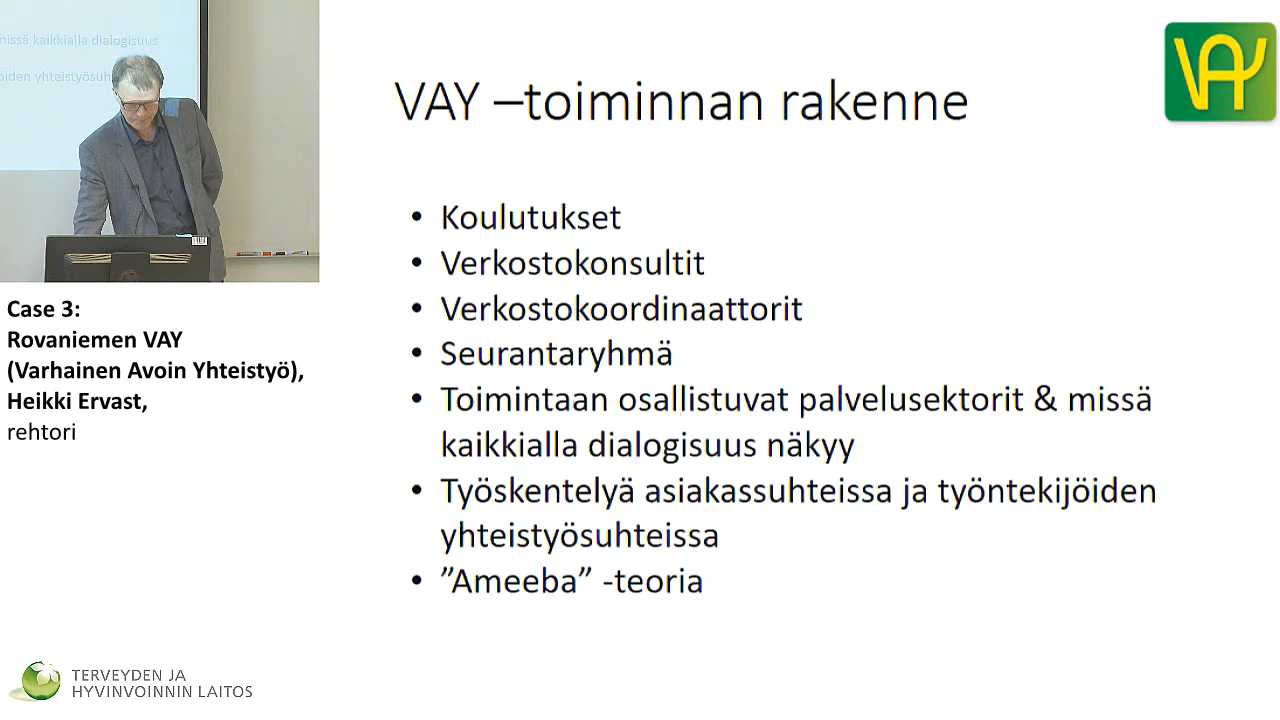 missä kaikkialla dialogisuus
öiden yhteistyösuh
VAY
VAY –toiminnan rakenne
• Koulutukset
• Verkostokonsultit
• Verkostokoordinaattorit
• Seurantaryhmä
• Toimintaan osallistuvat palvelusektorit & missä
kaikkialla dialogisuus näkyy
• Työskentelyä asiakassuhteissa ja työntekijöiden
yhteistyösuhteissa
• ”Ameeba” -teoria
Case 3:
Rovaniemen VAY
(Varhainen Avoin Yhteistyö),
Heikki Ervast,
rehtori
TERVEYDEN JA
HYVINVOINNIN LAITOS